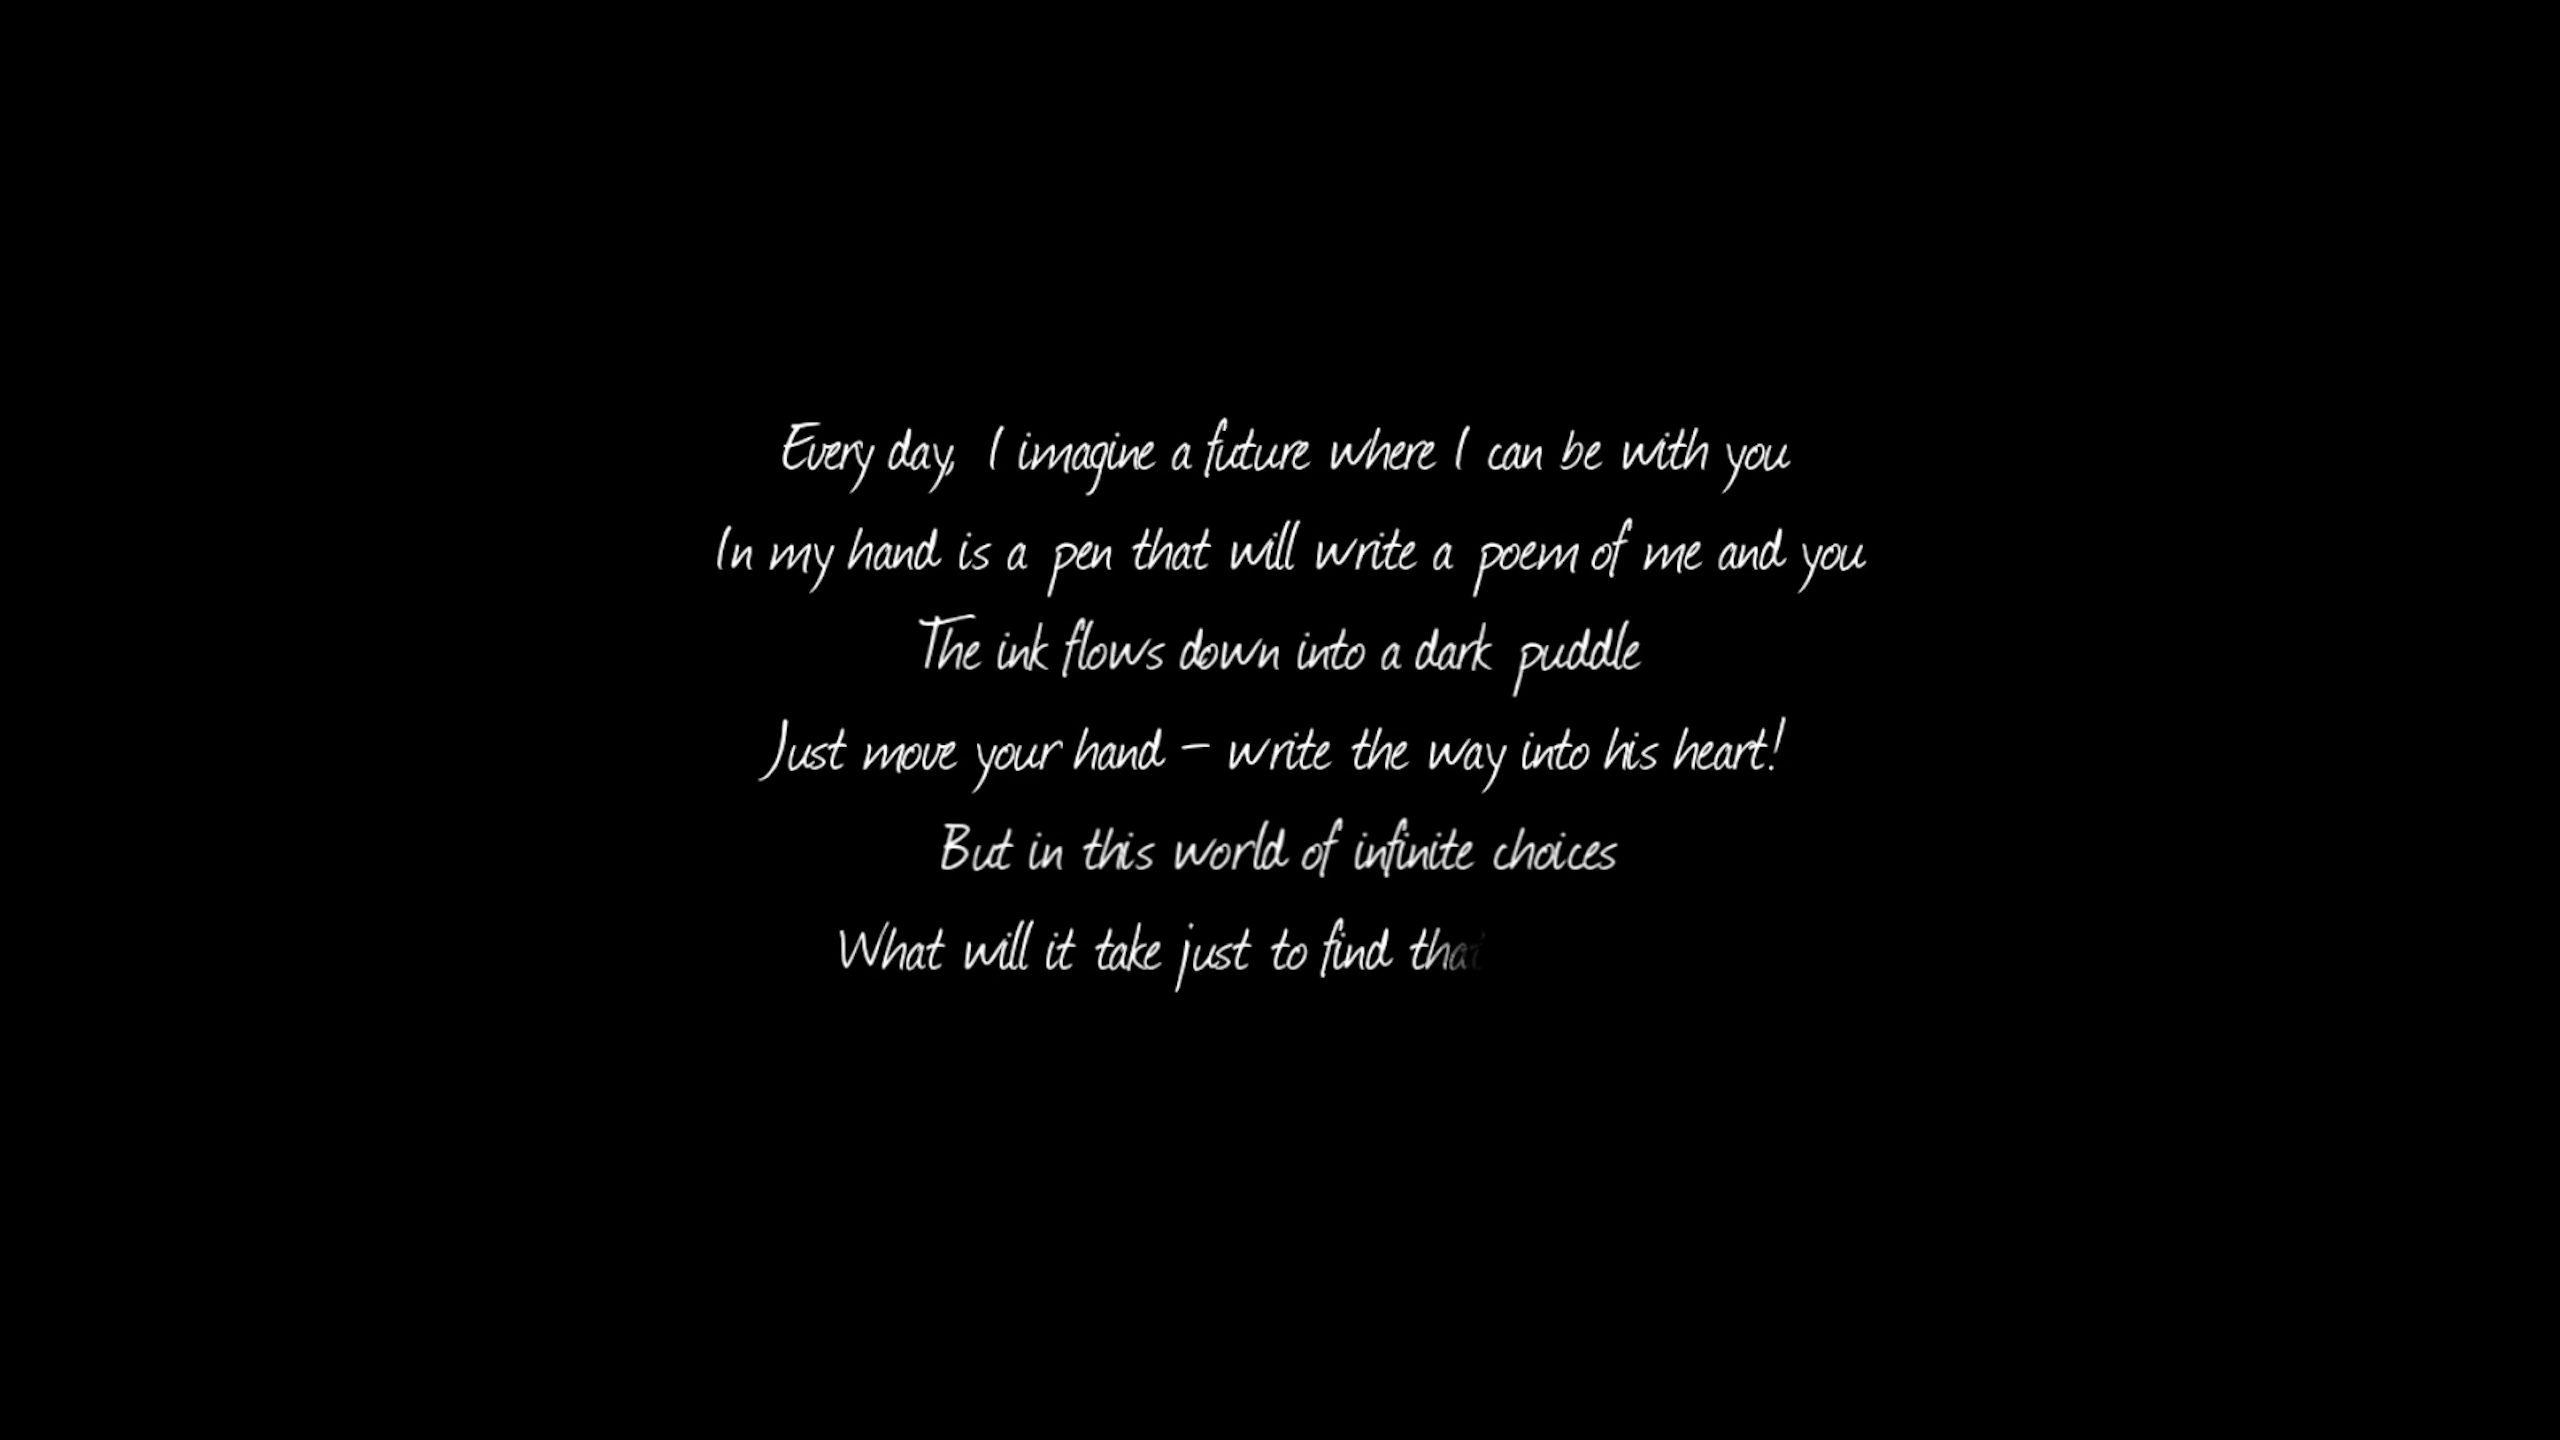 Every day, I imagine a future where I can be with you
In my hand is a pen that will write a poem of me and you
The ink flows down into a dark puddle
Just move your hand – write the way into his heart!
But in this world of infinite choices
What will it take just to find that